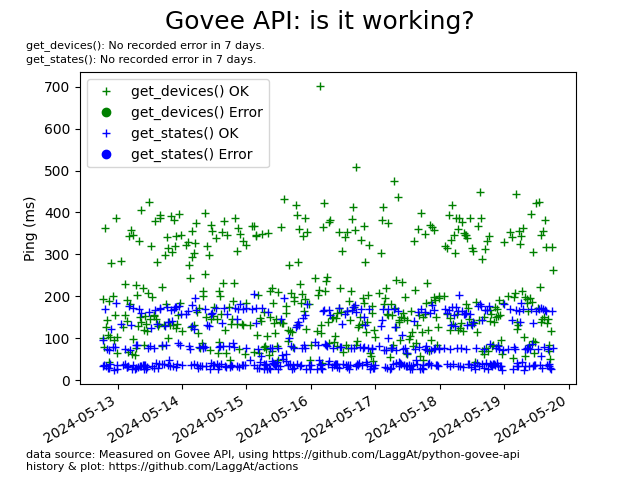 Govee API: is it working?
get_devices(): No recorded error in 7 days.
get_states(): No recorded error in 7 days.
get_devices() OK
get_devices() Error
get_states() OK
get_states() Error
Ping (ms)
700
600
500
400
300
200
100
0
2024-05-13
2024-05-14
2024-05-15
2024-05-16
2024-05-17
2024-05-18
2024-05-19
2024-05-20
data source: Measured on Govee API, using https://github.com/LaggAt/python-govee-api
history & plot: https://github.com/LaggAt/actions